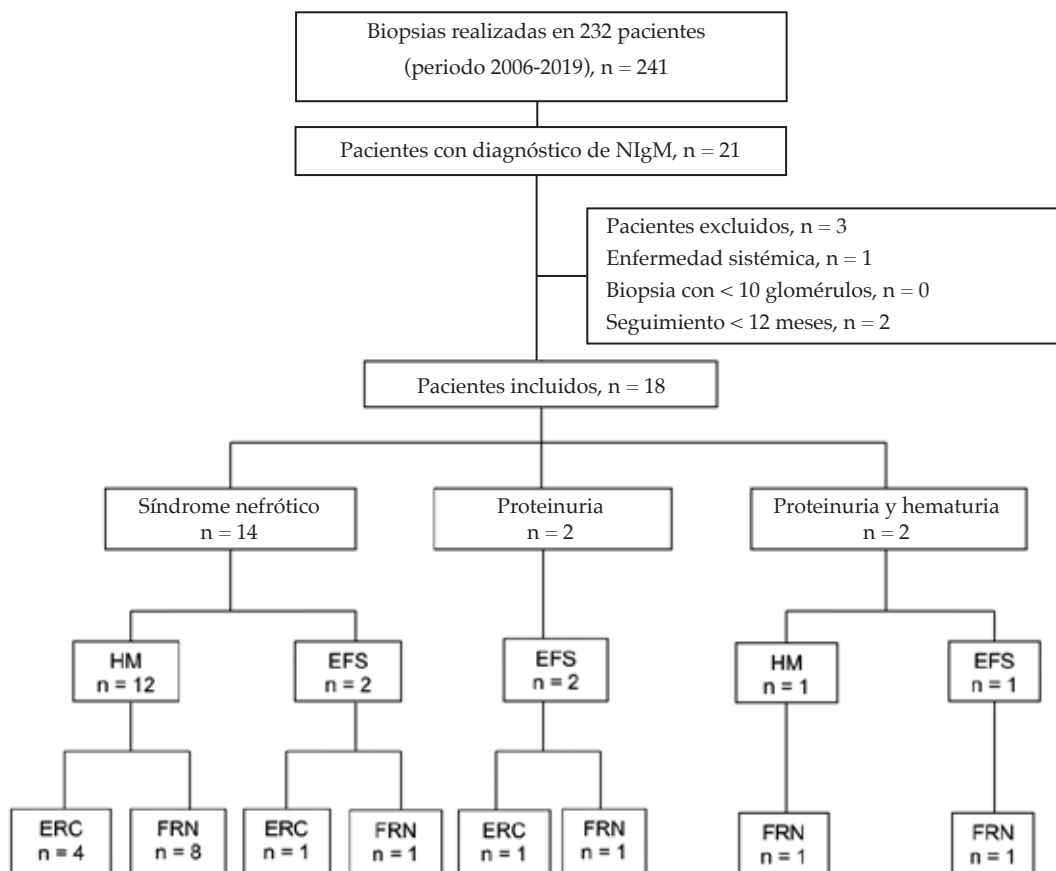 Biopsias realizadas en 232 pacientes
(periodo 2006-2019), n = 241
Pacientes con diagnóstico de NIgM, n = 21
Pacientes excluidos, n = 3
Enfermedad sistémica, n = 1
Biopsia con < 10 glomérulos, n = 0
Seguimiento < 12 meses, n = 2
Pacientes incluidos, n = 18
Síndrome nefrótico
n = 14
Proteinuria
n = 2
Proteinuria y hematuria
n = 2
HM
n = 12
EFS
n = 2
EFS
n = 2
HM
n = 1
EFS
n = 1
ERC
n = 4
FRN
n = 8
ERC
n = 1
FRN
n = 1
ERC
n = 1
FRN
n = 1
FRN
n = 1
FRN
n = 1